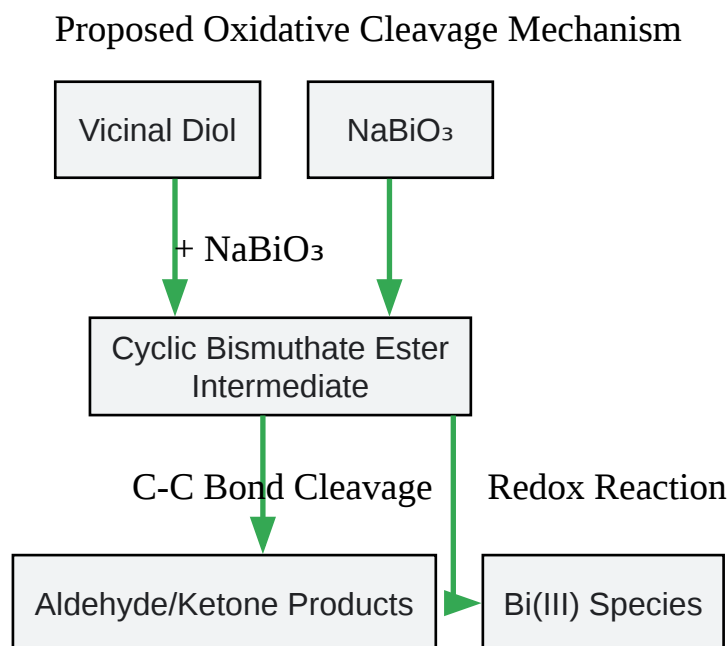 Proposed Oxidative Cleavage Mechanism
Vicinal Diol
NaBiO₃
+ NaBiO₃
Cyclic Bismuthate Ester
Intermediate
C-C Bond Cleavage
Redox Reaction
Aldehyde/Ketone Products
Bi(III) Species